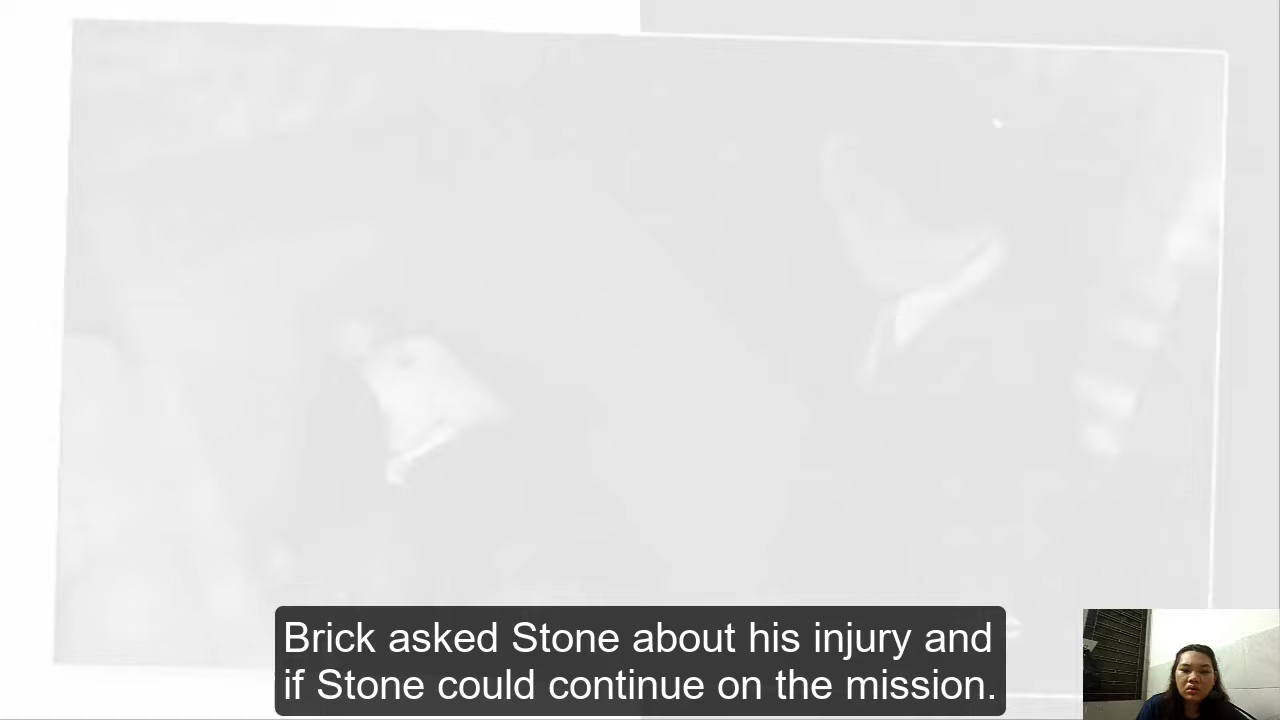 Brick asked Stone about his injury and
if Stone could continue on the mission.